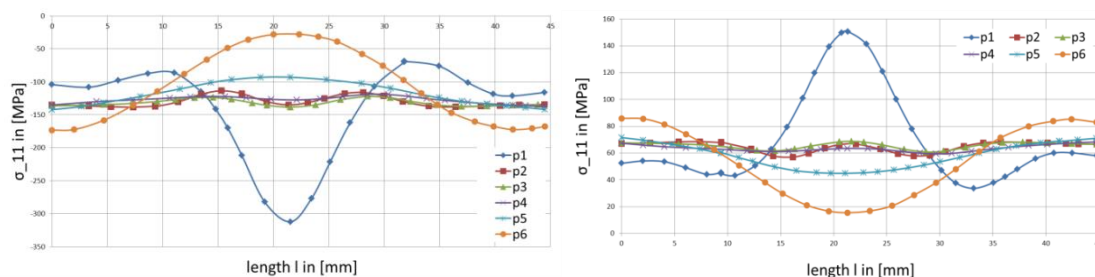 0 5 10 15 20 25 30 35 40 45
0
-50
-100
-150
-200
-250
-300
-350
σ_11 in [MPa]
p1
p2
p3
p4
p5
p6
length l in [mm]
160
140
120
100
80
60
40
20
0
σ_11 in [MPa]
p1 p2 p3
p4 p5 p6
0 5 10 15 20 25 30 35 40
length l in [mm]